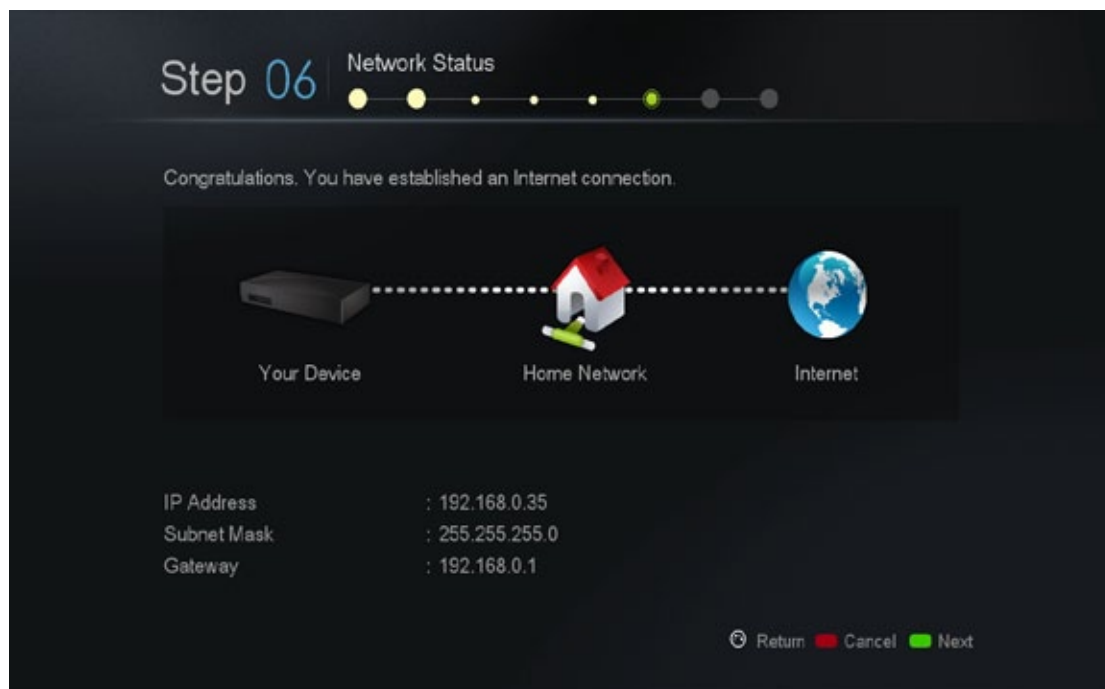 Step 06
Network Status
Congratulations. You have established an Internet connection.
Your Device
Home Network
Internet
IP Address : 192.168.0.35
Subnet Mask : 255.255.255.0
Gateway : 192.168.0.1
Return Cancel Next